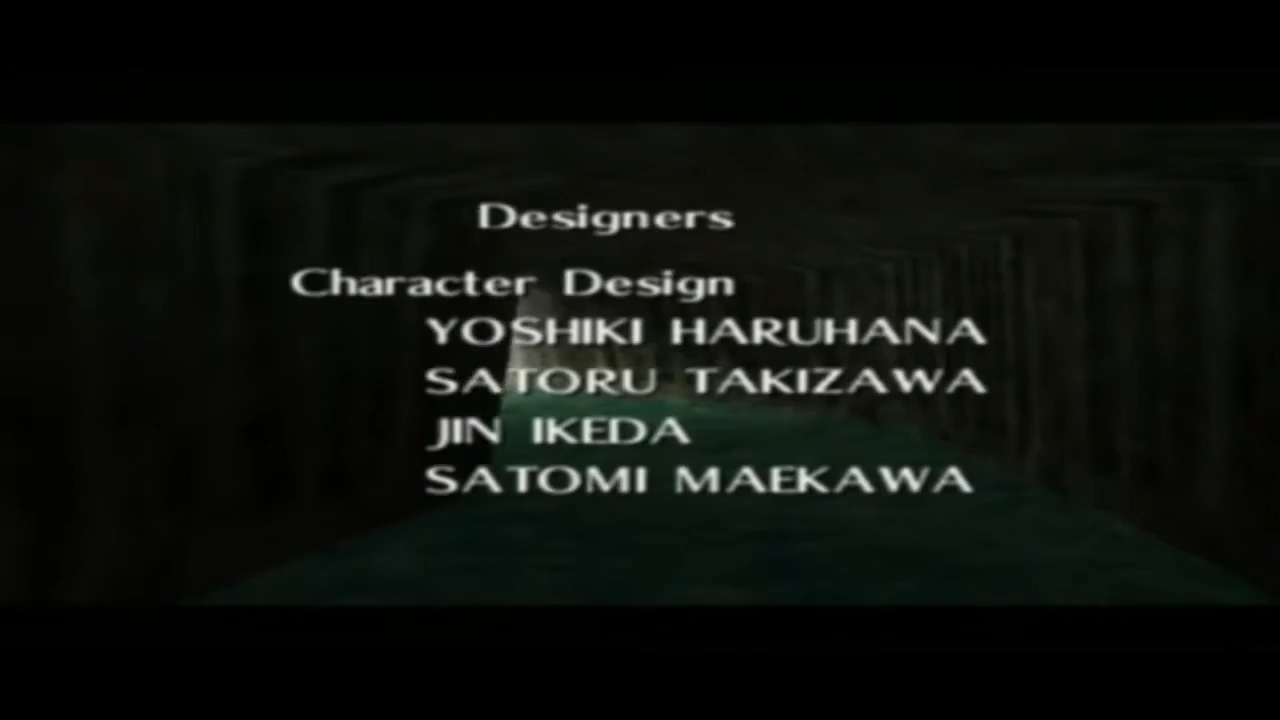 Designers
Character Design
YOSHIKI HARUHANA
SATORU TAKIZAWA
JIN IKEDA
SATOMI MAEKAWA